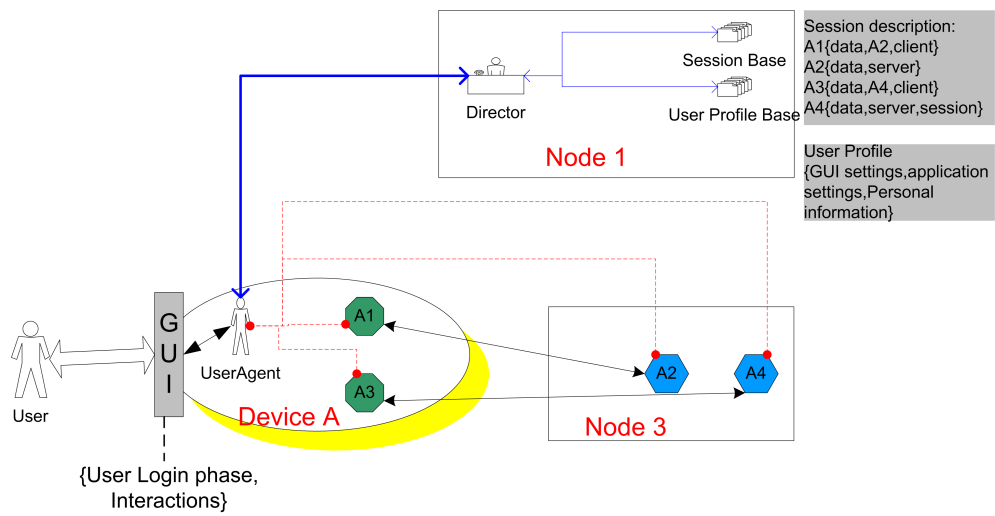 Session description:
A1{data,A2,client}
A2{data,server}
A3{data,A4,client}
A4{data,server,session}
Session Base
Director
User Profile Base
Node 1
User Profile
{GUI settings,application
settings,Personal
information}
G
U
I
A1
UserAgent
A2
A4
A3
User
Device A
Node 3
{User Login phase,
Interactions}